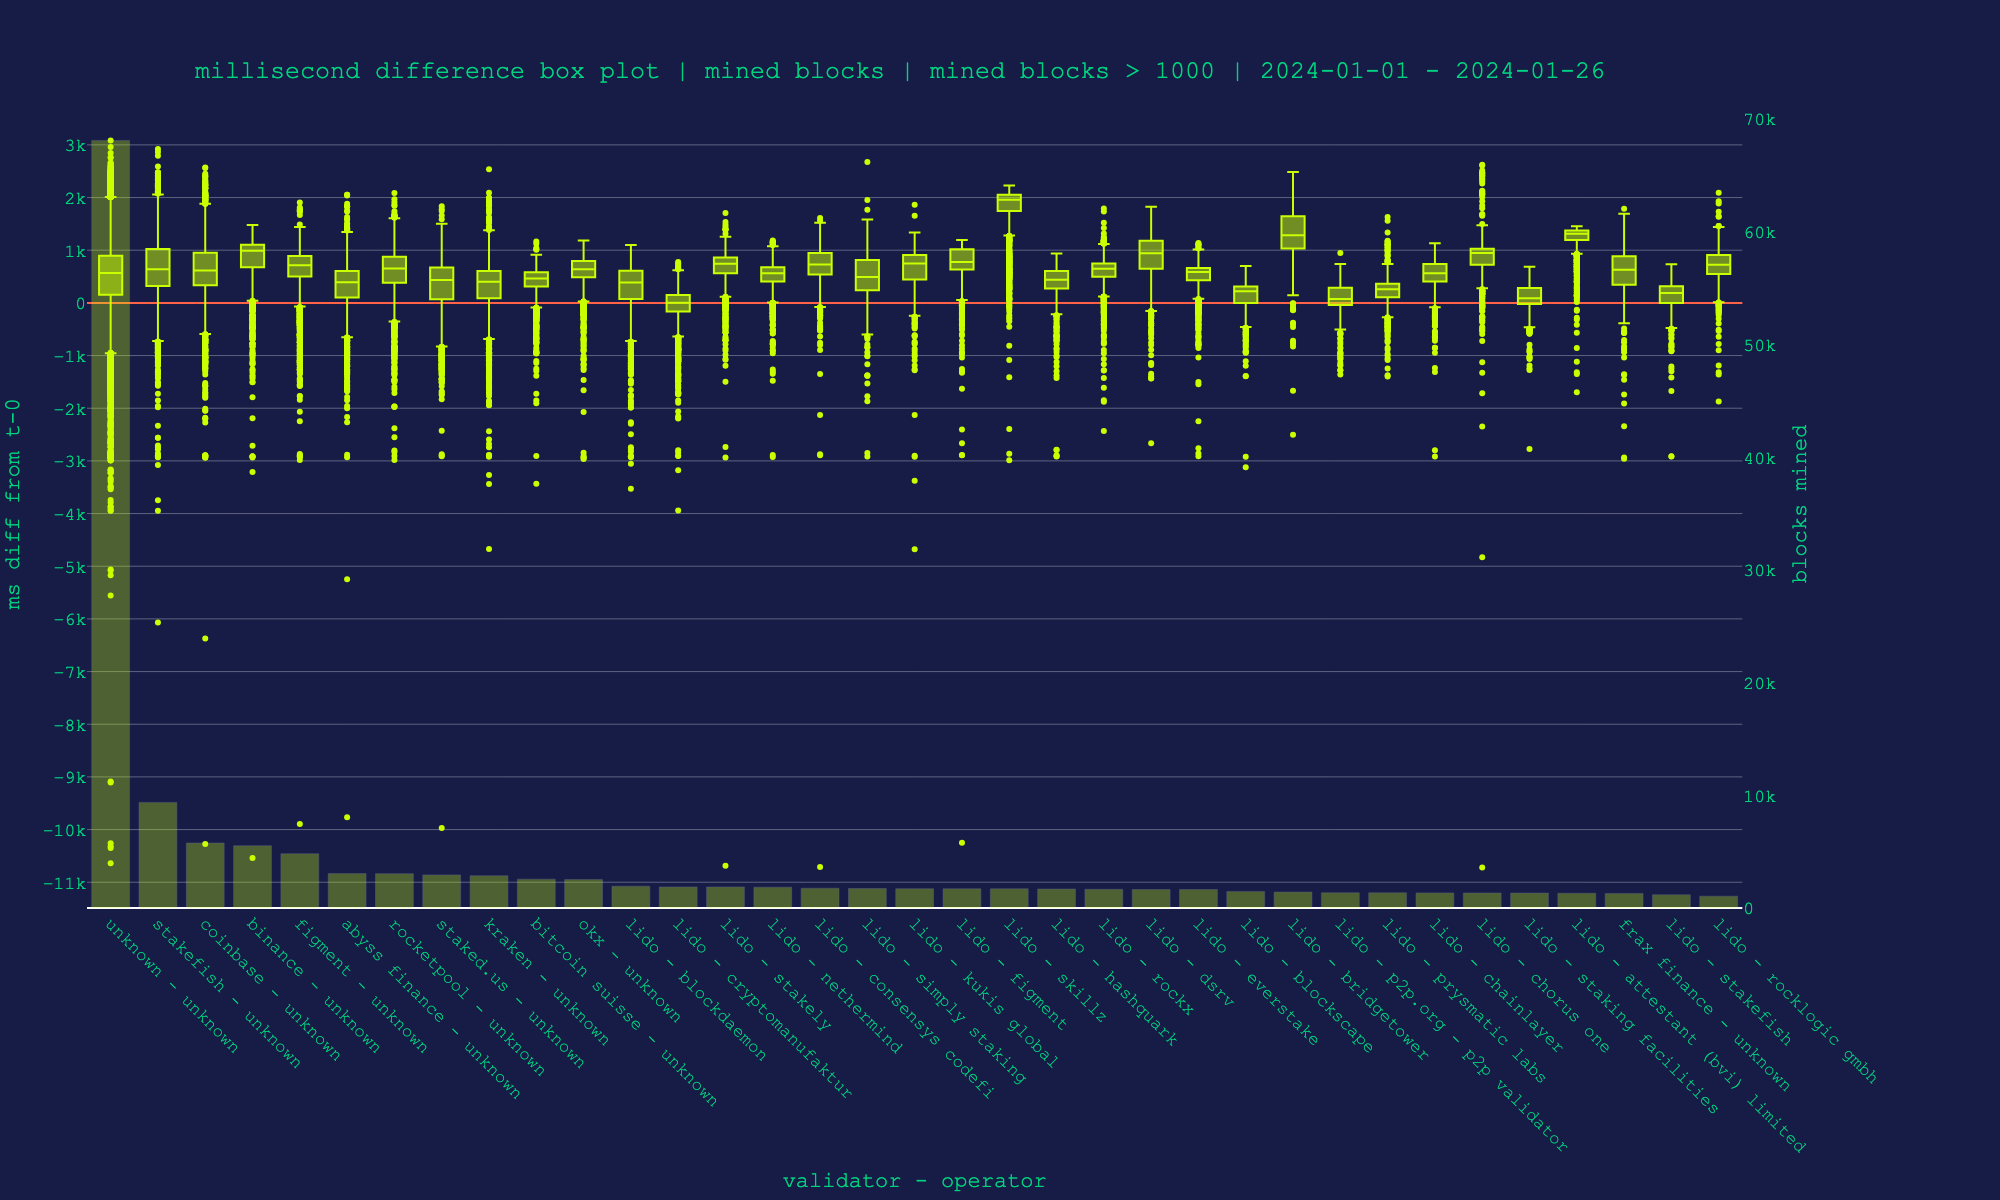 millisecond difference box plot | mined blocks | mined blocks > 1000 | 2024-01-01 - 2024-01-26
3k
2k
1k
0
−1k
−2k
−3k
−4k
−5k
−6k
−7k
−8k
−9k
−10k
−11k
ms diff from t-0
70k
60k
50k
40k
30k
20k
10k
0
blocks mined
unknown - unknown
stakefish - unknown
coinbase - unknown
binance - unknown
figment - unknown
abyss finance - unknown
rocketpool - unknown
staked.us - unknown
kraken - unknown
bitcoin suisse - unknown
okx - unknown
lido - blockdaemon
lido - cryptomanufaktur
lido - stakely
lido - nethermind
lido - consensys codefi
lido - simply staking
lido - kukis global
lido - figment
lido - skillz
lido - hashquark
lido - rockx
lido - dsrv
lido - everstake
lido - blockscape
lido - bridgetower
lido - p2p.org - p2p validator
lido - prysmatic labs
lido - chainlayer
lido - chorus one
lido - staking facilities
lido - attestant (bvi) limited
frax finance - unknown
lido - stakefish
lido - rocklogic gmbh
validator - operator